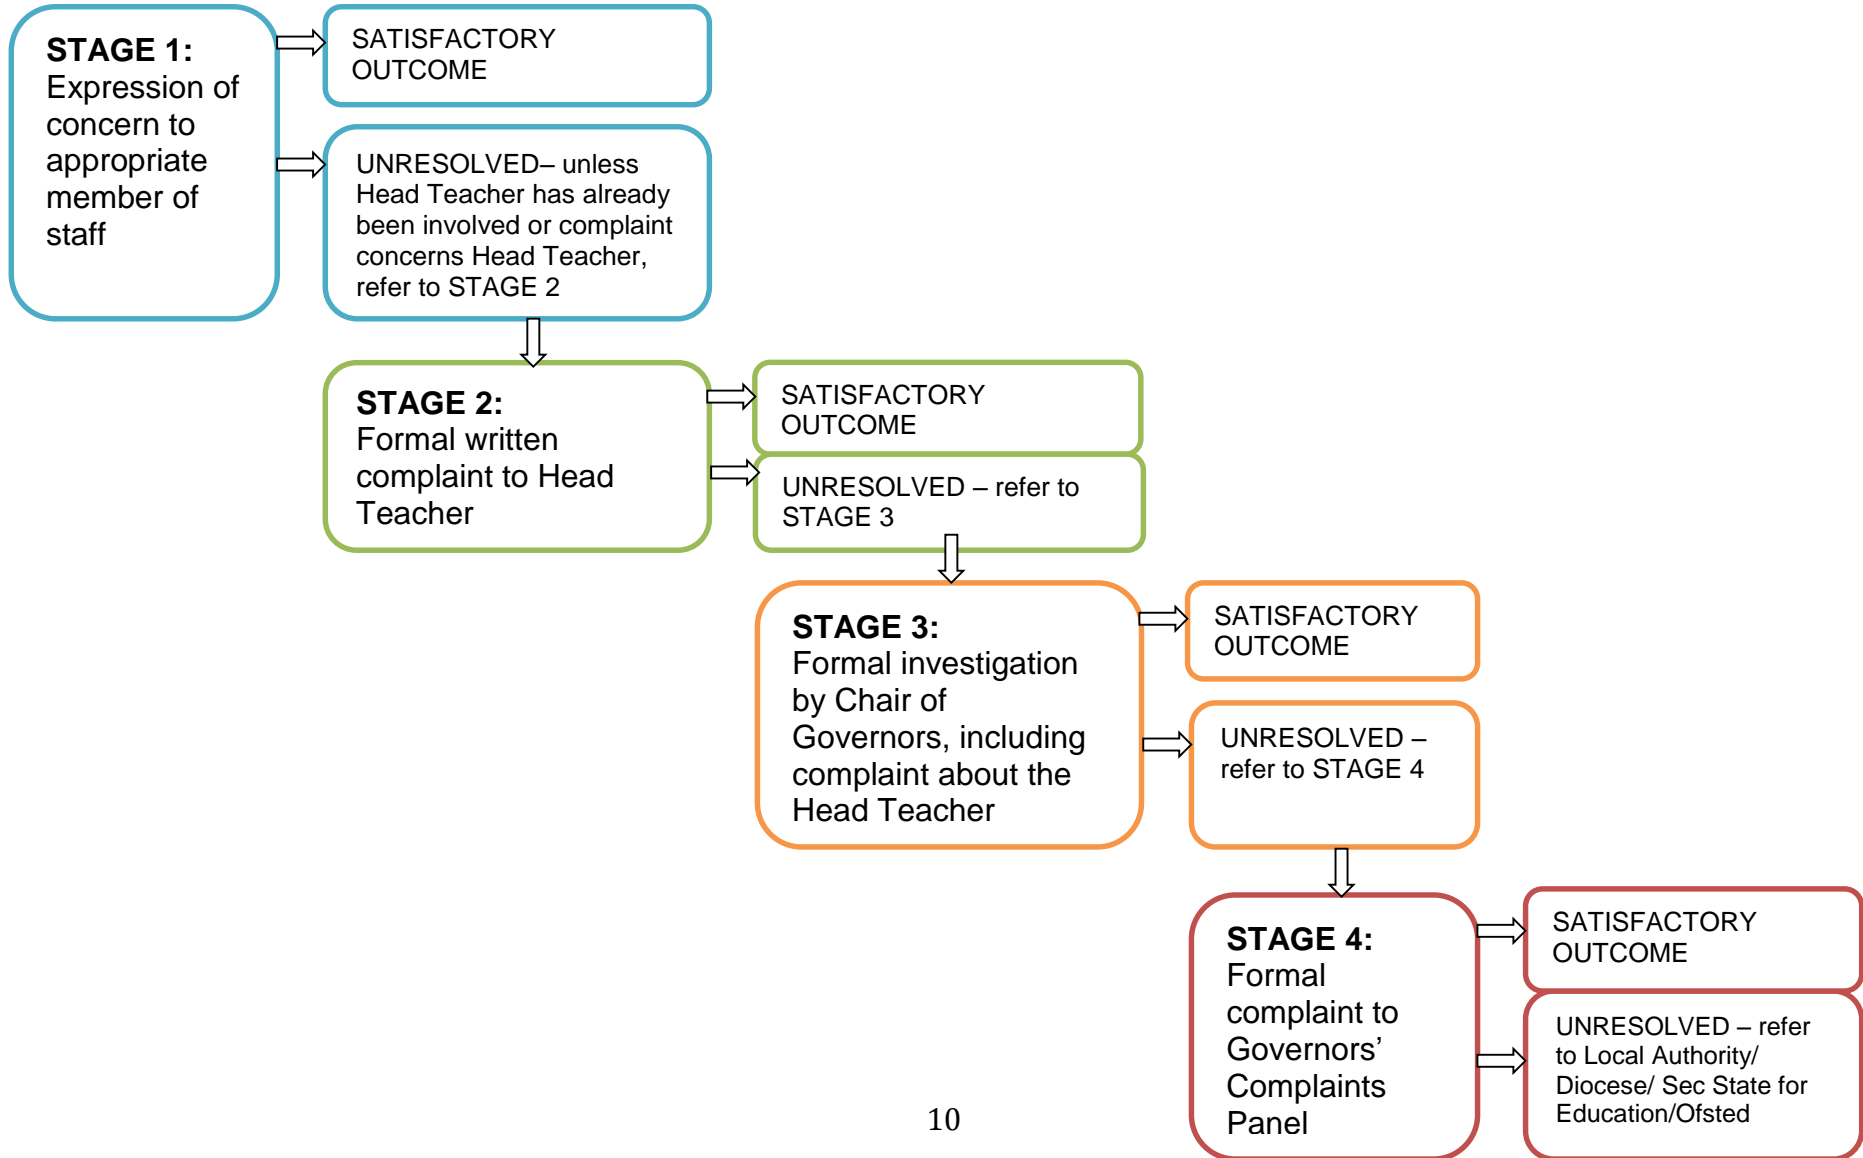 STAGE 1:
Expression of
concern to
appropriate
member of
staff
SATISFACTORY
OUTCOME
UNRESOLVED– unless
Head Teacher has already
been involved or complaint
concerns Head Teacher,
refer to STAGE 2
STAGE 2:
Formal written
complaint to Head
Teacher
SATISFACTORY
OUTCOME
UNRESOLVED – refer to
STAGE 3
STAGE 3:
Formal investigation
by Chair of
Governors, including
complaint about the
Head Teacher
SATISFACTORY
OUTCOME
UNRESOLVED –
refer to STAGE 4
STAGE 4:
Formal
complaint to
Governors’
Complaints
Panel
SATISFACTORY
OUTCOME
UNRESOLVED – refer
to Local Authority/
Diocese/ Sec State for
Education/Ofsted
10